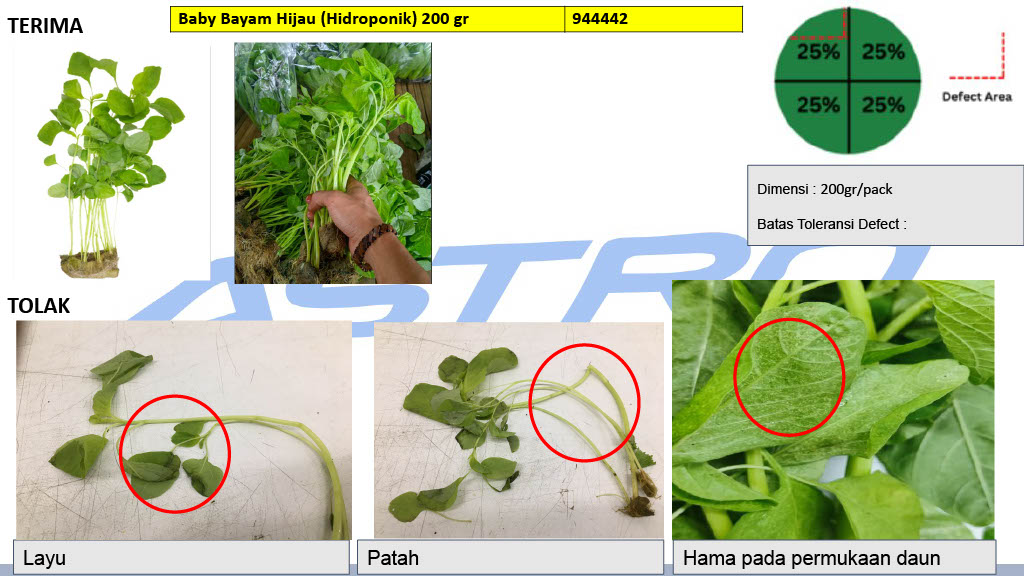 TERIMA
Baby Bayam Hijau (Hidroponik) 200 gr 944442
25% 25%
25% 25%
Defect Area
Dimensi : 200gr/pack
Batas Toleransi Defect :
ASTRO
TOLAK
Layu
Patah
Hama pada permukaan daun